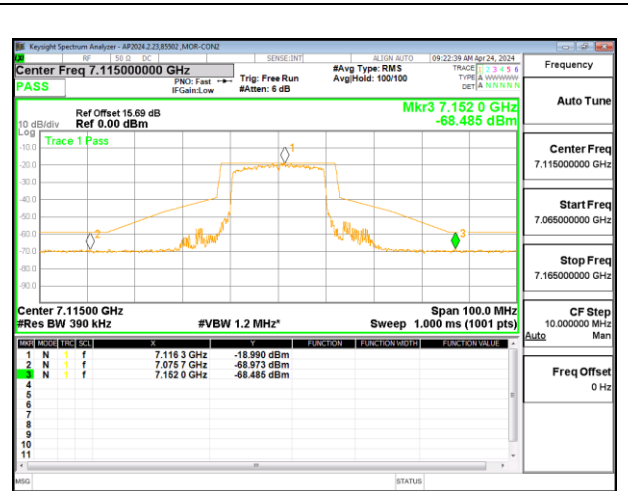 Keysight Spectrum Analyzer - AP2024.2.23,85502 ,MOR-CON2
RF 50 Ω DC SENSE:INT ALIGN AUTO 09:22:39 AM Apr 24, 2024
Center Freq 7.115000000 GHz
PASS
PNO: Fast
IFGain:Low
Trig: Free Run
#Atten: 6 dB
#Avg Type: RMS
Avg|Hold: 100/100
TRACE 1 2 3 4 5 6
TYPE A WWWWW
DET A N N N N N
Ref Offset 15.69 dB
Ref 0.00 dBm
10 dB/div
Log
Mkr3 7.152 0 GHz
-68.485 dBm
Trace 1 Pass
-10.0
-20.0
-30.0
-40.0
-50.0
-60.0
-70.0
-80.0
-90.0
1
2
3
Center 7.11500 GHz Span 100.0 MHz
#Res BW 390 kHz #VBW 1.2 MHz* Sweep 1.000 ms (1001 pts)
MKR MODE TRC SCL X Y FUNCTION FUNCTION WIDTH FUNCTION VALUE
1 N 1 f 7.116 3 GHz -18.990 dBm
2 N 1 f 7.075 7 GHz -68.973 dBm
3 N 1 f 7.152 0 GHz -68.485 dBm
4
5
6
7
8
9
10
11
MSG STATUS
Frequency
Auto Tune
Center Freq
7.115000000 GHz
Start Freq
7.065000000 GHz
Stop Freq
7.165000000 GHz
CF Step
10.000000 MHz
Auto Man
Freq Offset
0 Hz